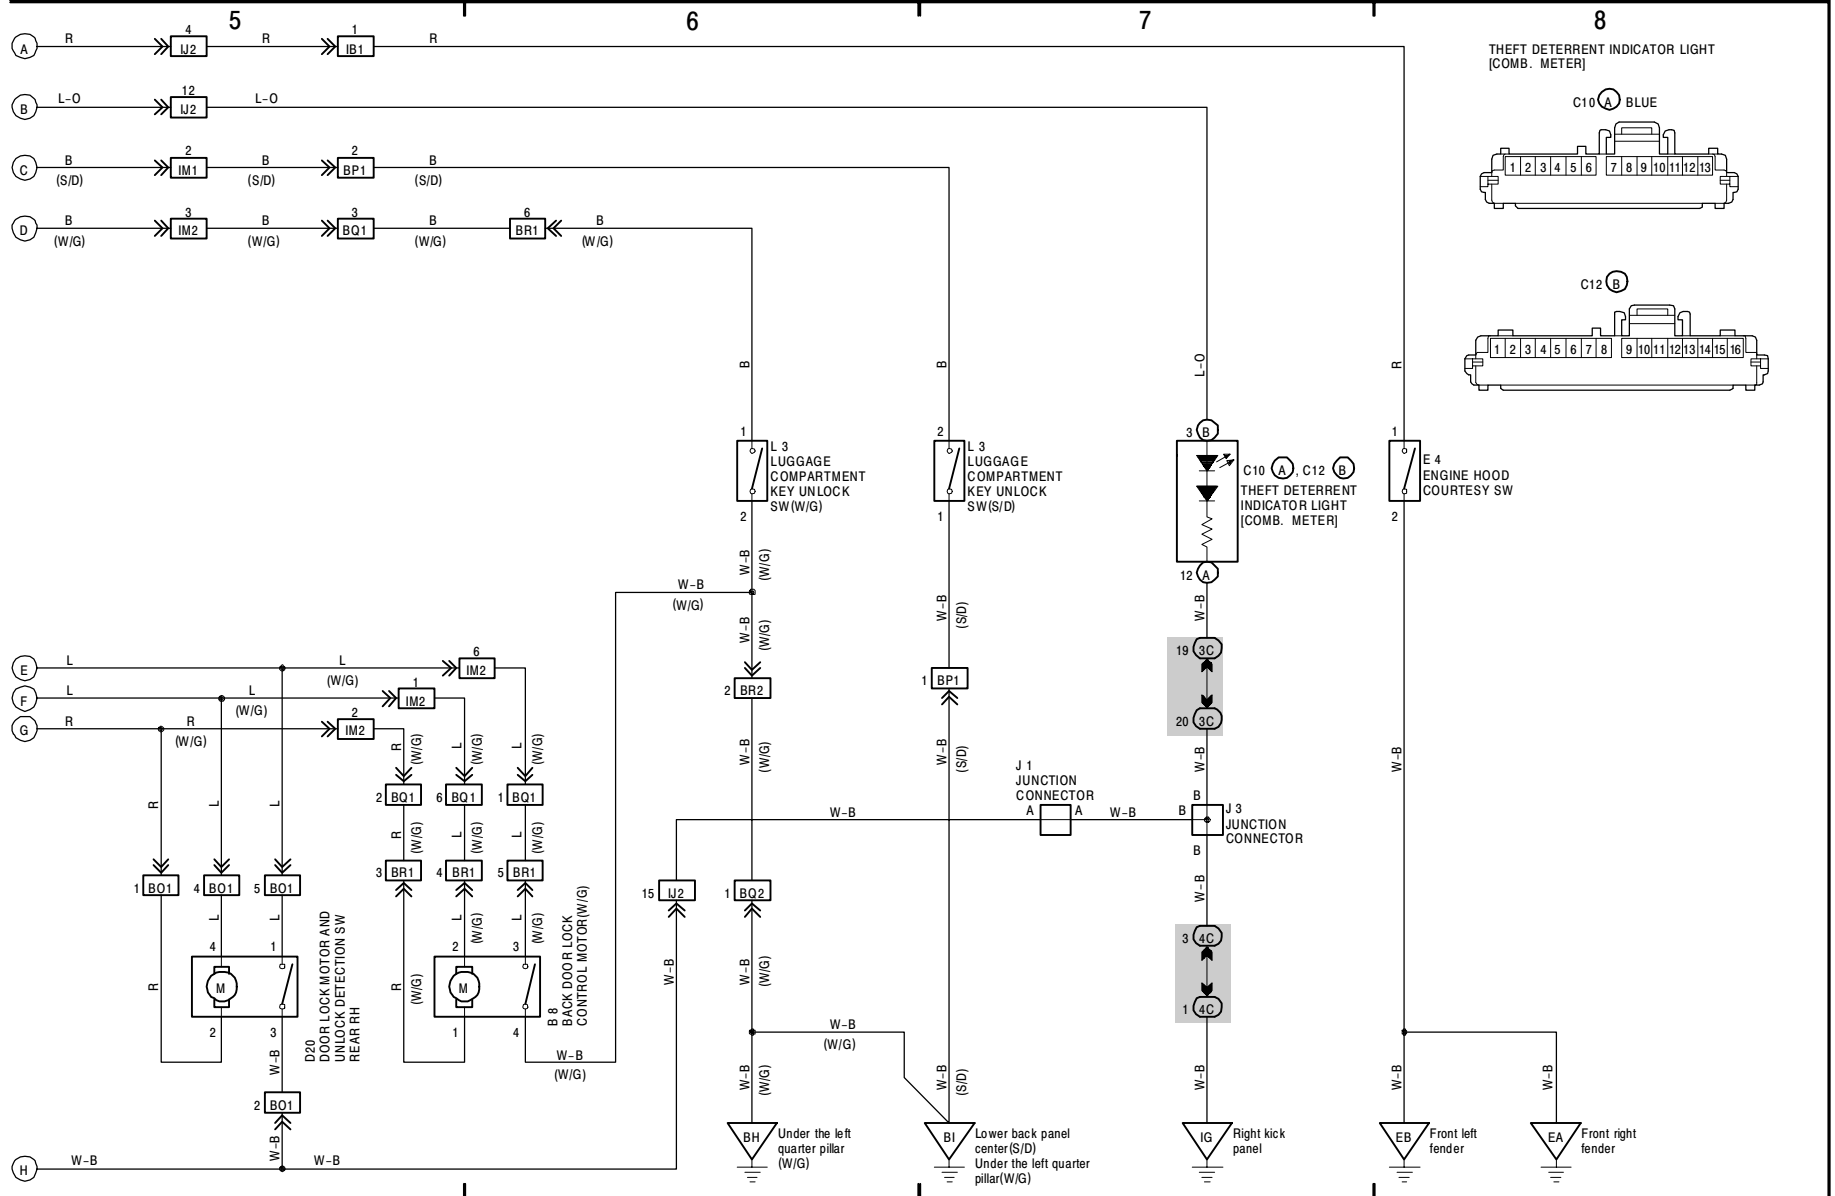 5
6
7
8
A
R
4
IJ2
R
1
IB1
R
B
L-O
12
IJ2
L-O
C
B
(S/D)
2
IM1
B
(S/D)
2
BP1
B
(S/D)
D
B
(W/G)
3
IM2
B
(W/G)
3
BQ1
B
(W/G)
6
BR1
B
(W/G)
THEFT DETERRENT INDICATOR LIGHT
[COMB. METER]
C10 A BLUE
1 2 3 4 5 6 7 8 9 10 11 12 13
C12 B
1 2 3 4 5 6 7 8 9 10 11 12 13 14 15 16
B
B
L-O
R
1
L 3
LUGGAGE
COMPARTMENT
KEY UNLOCK
SW(W/G)
2
2
L 3
LUGGAGE
COMPARTMENT
KEY UNLOCK
SW(S/D)
1
3 B
C10 A , C12 B
THEFT DETERRENT
INDICATOR LIGHT
[COMB. METER]
12 A
1
E 4
ENGINE HOOD
COURTESY SW
2
W-B
(W/G)
W-B
(W/G)
W-B
(W/G)
W-B
(S/D)
W-B
19 3C
20 3C
E
L
L
(W/G)
6
IM2
F
L
L
(W/G)
1
IM2
G
R
R
(W/G)
2
IM2
2 BR2
1 BP1
R
(W/G)
L
(W/G)
L
(W/G)
W-B
(W/G)
W-B
(S/D)
W-B
W-B
R
L
L
2 BQ1
6 BQ1
1 BQ1
J 1
JUNCTION
CONNECTOR
W-B
A
A
W-B
B
B
J 3
JUNCTION
CONNECTOR
B
R
(W/G)
L
(W/G)
L
(W/G)
3 BR1
4 BR1
5 BR1
1 BO1
4 BO1
5 BO1
15 IJ2
1 BQ2
W-B
L
L
L
(W/G)
L
(W/G)
3 4C
1 4C
4
1
M
2
3
R
D20
DOOR LOCK MOTOR AND
UNLOCK DETECTION SW
REAR RH
R
(W/G)
2
3
M
1
4
B 8
BACK DOOR LOCK
CONTROL MOTOR(W/G)
W-B
W-B
(W/G)
W-B
(W/G)
W-B
(W/G)
W-B
2 BO1
W-B
W-B
(W/G)
W-B
(S/D)
W-B
W-B
W-B
H
W-B
W-B
BH
Under the left
quarter pillar
(W/G)
BI
Lower back panel
center(S/D)
Under the left quarter
pillar(W/G)
IG
Right kick
panel
EB
Front left
fender
EA
Front right
fender